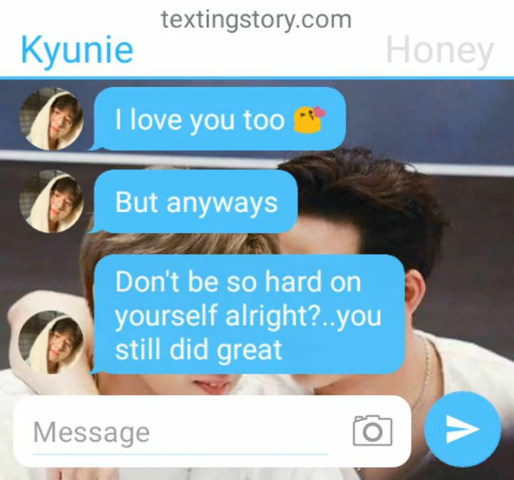 textingstory.com
Kyunie Honey
I love you too 😘
But anyways
Don't be so hard on
yourself alright?..you
still did great
Message